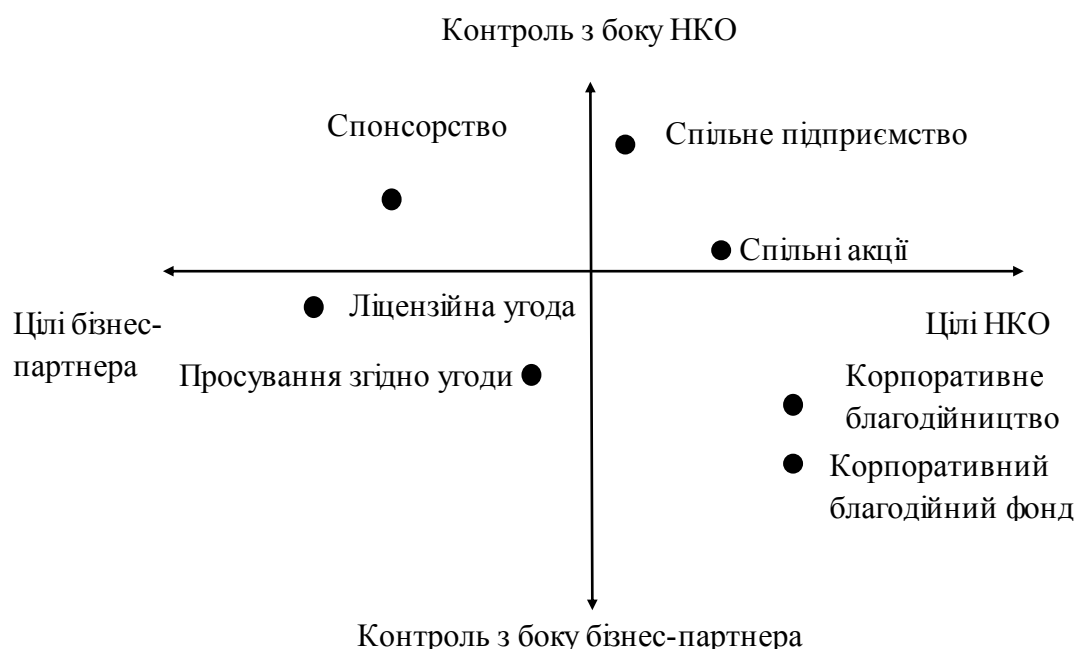 Контроль з боку НКО
Спонсорство
Спільне підприємство
Спільні акції
Цілі бізнес-
партнера
Ліцензійна угода
Цілі НКО
Просування згідно угоди
Корпоративне
благодійництво
Корпоративний
благодійний фонд
Контроль з боку бізнес-партнера